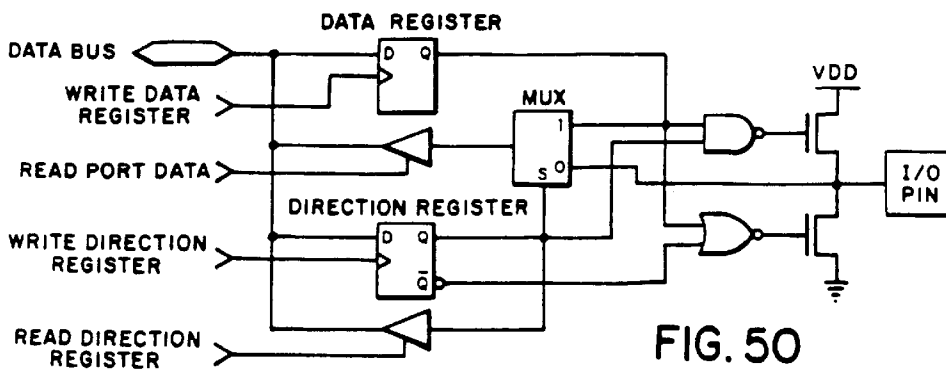 DATA REGISTER
DATA BUS
D Q
WRITE DATA
REGISTER
VDD
MUX
1
0
S
READ PORT DATA
I/O
PIN
DIRECTION REGISTER
D Q
Q
WRITE DIRECTION
REGISTER
READ DIRECTION
REGISTER
FIG. 50